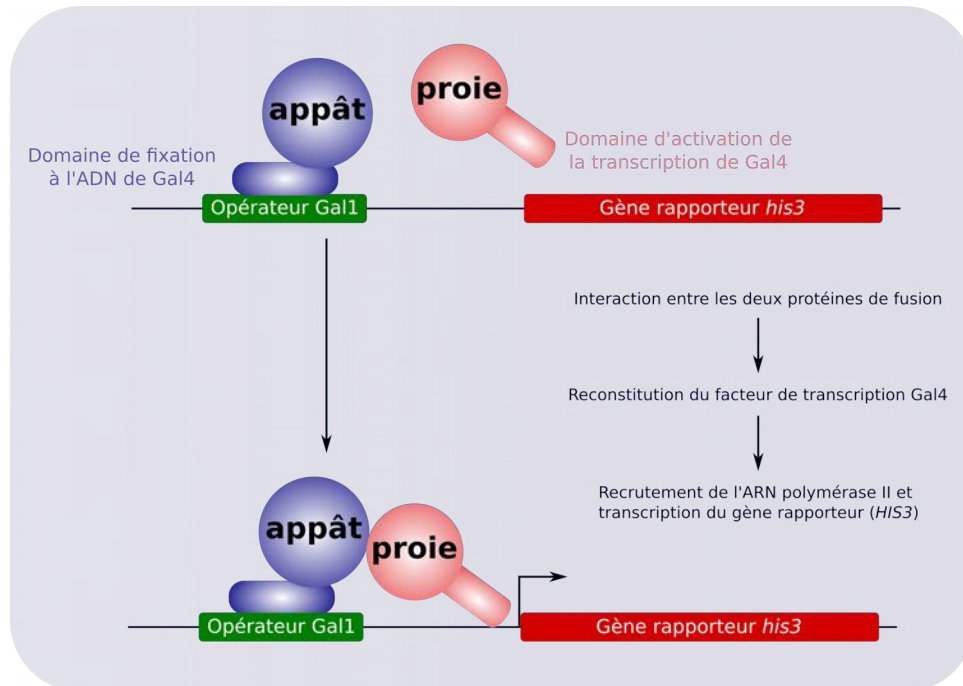 appât
proie
Domaine de fixation
à l'ADN de Gal4
Domaine d'activation de
la transcription de Gal4
Opérateur Gal1
Gène rapporteur his3
Interaction entre les deux protéines de fusion
Reconstitution du facteur de transcription Gal4
Recrutement de l'ARN polymérase II et
transcription du gène rapporteur (HIS3)
appât
proie
Opérateur Gal1
Gène rapporteur his3